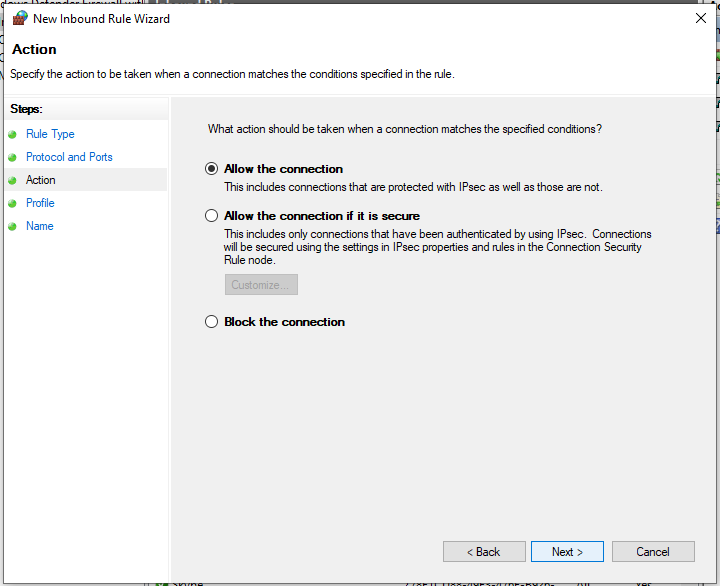 New Inbound Rule Wizard
Action
Specify the action to be taken when a connection matches the conditions specified in the rule.
Steps:
Rule Type
Protocol and Ports
Action
Profile
Name
What action should be taken when a connection matches the specified conditions?
Allow the connection
This includes connections that are protected with IPsec as well as those are not.
Allow the connection if it is secure
This includes only connections that have been authenticated by using IPsec.  Connections
will be secured using the settings in IPsec properties and rules in the Connection Security
Rule node.
Customize...
Block the connection
< Back
Next >
Cancel